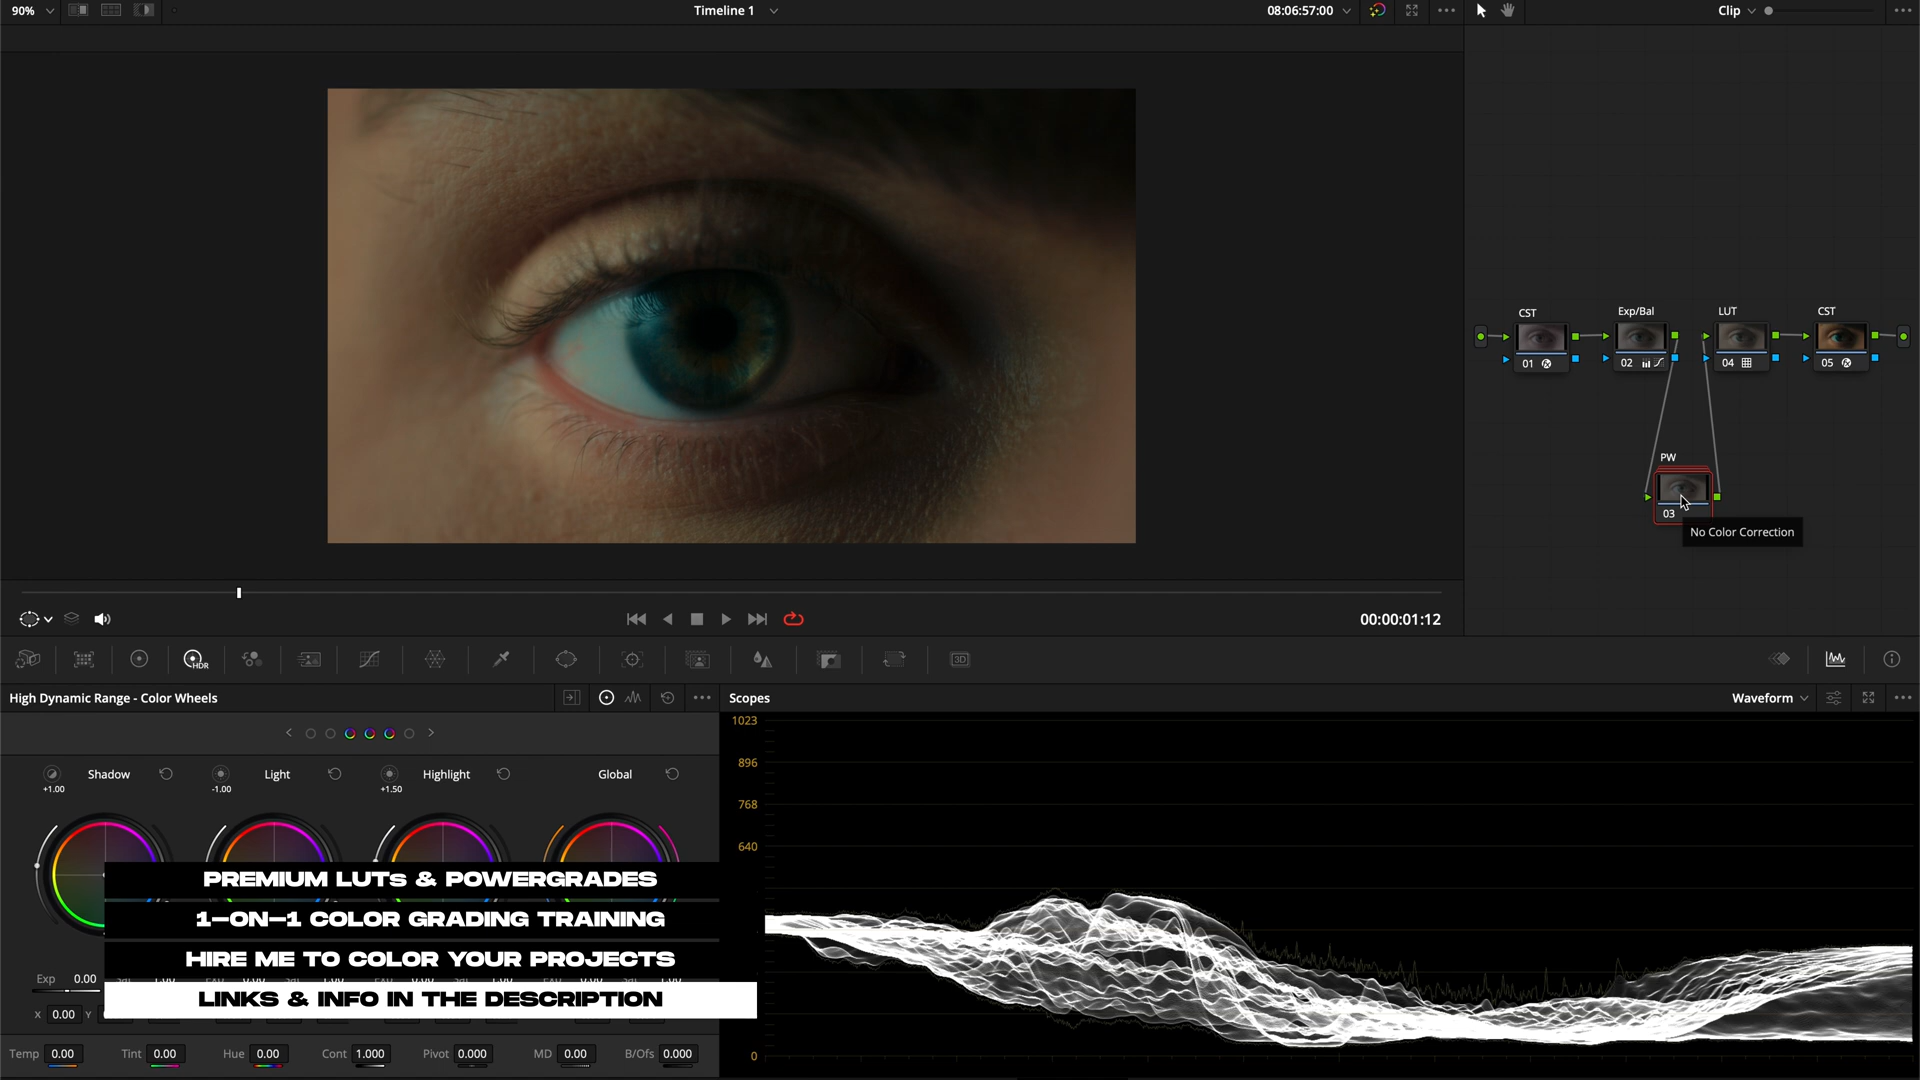 90%
Timeline 1
08:06:57:00
Clip
CST
Exp/Bal
LUT
CST
01
02
04
05
PW
03
No Color Correction
00:00:01:12
HDR
3D
High Dynamic Range - Color Wheels
Scopes
Waveform
Shadow
Light
Highlight
Global
+1.00
-1.00
+1.50
1023
896
768
640
0
PREMIUM LUTs & POWERGRADES
1-ON-1 COLOR GRADING TRAINING
HIRE ME TO COLOR YOUR PROJECTS
LINKS & INFO IN THE DESCRIPTION
Exp 0.00
X 0.00 Y
Temp 0.00 Tint 0.00 Hue 0.00 Cont 1.000 Pivot 0.000 MD 0.00 B/Ofs 0.000